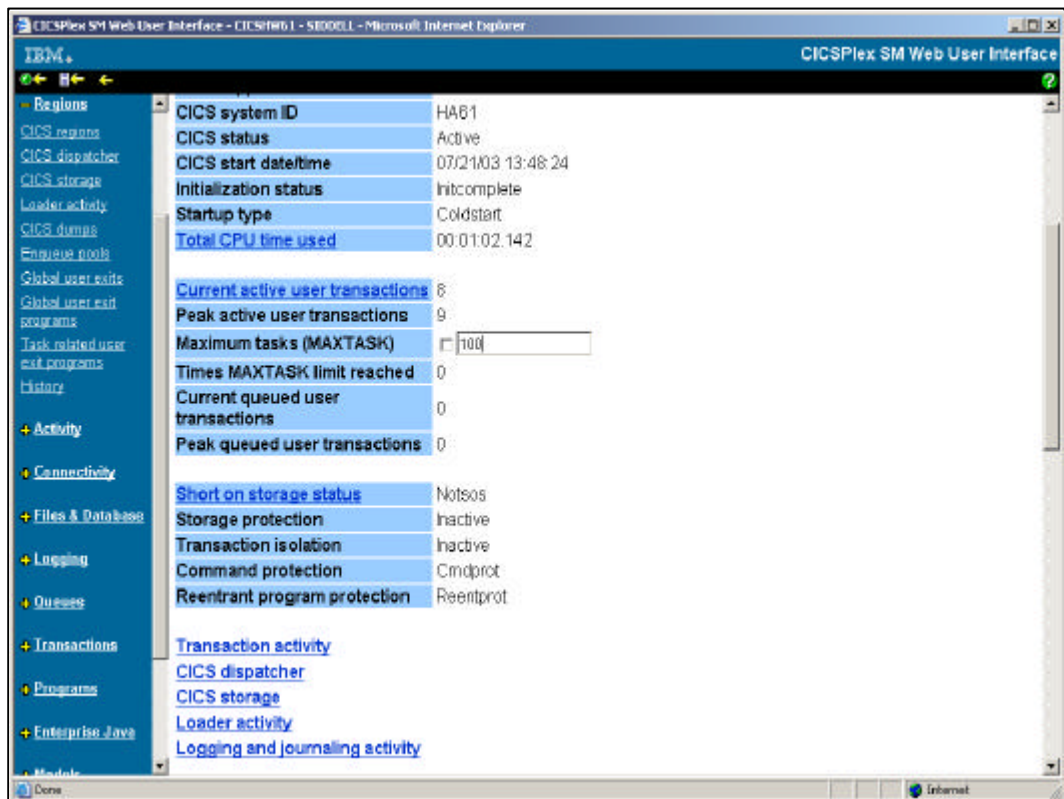 CICSPlex SM Web User Interface - CICSHW61 - SIDDELL - Microsoft Internet Explorer
IBM.
CICSPlex SM Web User Interface
Regions
CICS regions
CICS dispatcher
CICS storage
Loader activity
CICS dumps
Enqueue pools
Global user exits
Global user exit
programs
Task related user
exit programs
History
Activity
Connectivity
Files & Database
Logging
Queues
Transactions
Programs
Enterprise Java
CICS system ID HA61
CICS status Active
CICS start date/time 07/21/03 13:48:24
Initialization status Initcomplete
Startup type Coldstart
Total CPU time used 00:01:02.142
Current active user transactions 8
Peak active user transactions 9
Maximum tasks (MAXTASK) 100
Times MAXTASK limit reached 0
Current queued user
transactions 0
Peak queued user transactions 0
Short on storage status Notsos
Storage protection Inactive
Transaction isolation Inactive
Command protection Cmdprot
Reentrant program protection Reentprot
Transaction activity
CICS dispatcher
CICS storage
Loader activity
Logging and journaling activity
Done
Internet